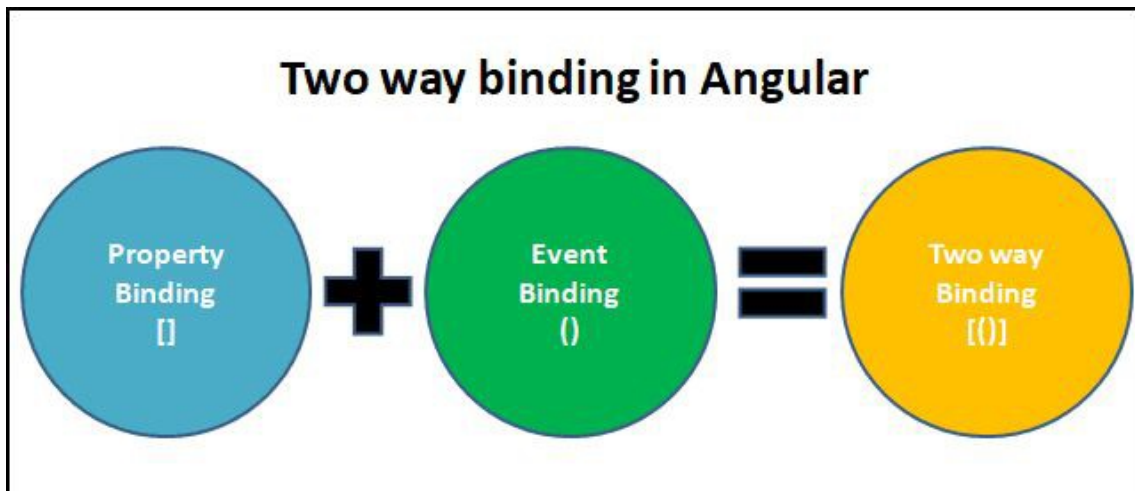 Two way binding in Angular
Property
Binding
[]
Event
Binding
()
Two way
Binding
[()]